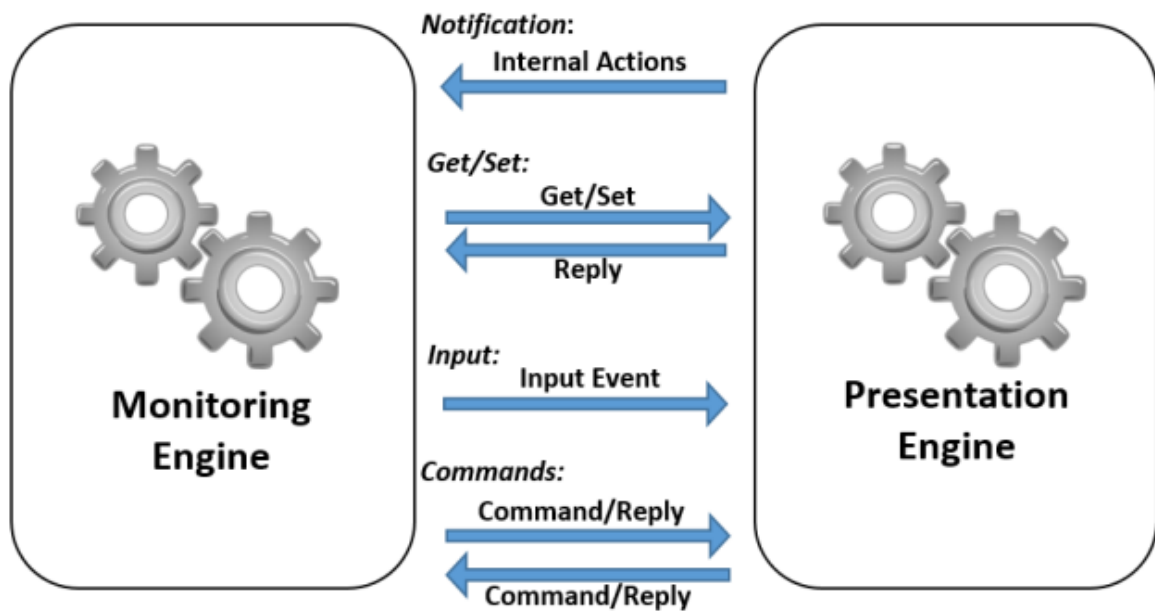 Notification:
Internal Actions
Get/Set:
Get/Set
Reply
Input:
Input Event
Monitoring
Engine
Presentation
Engine
Commands:
Command/Reply
Command/Reply